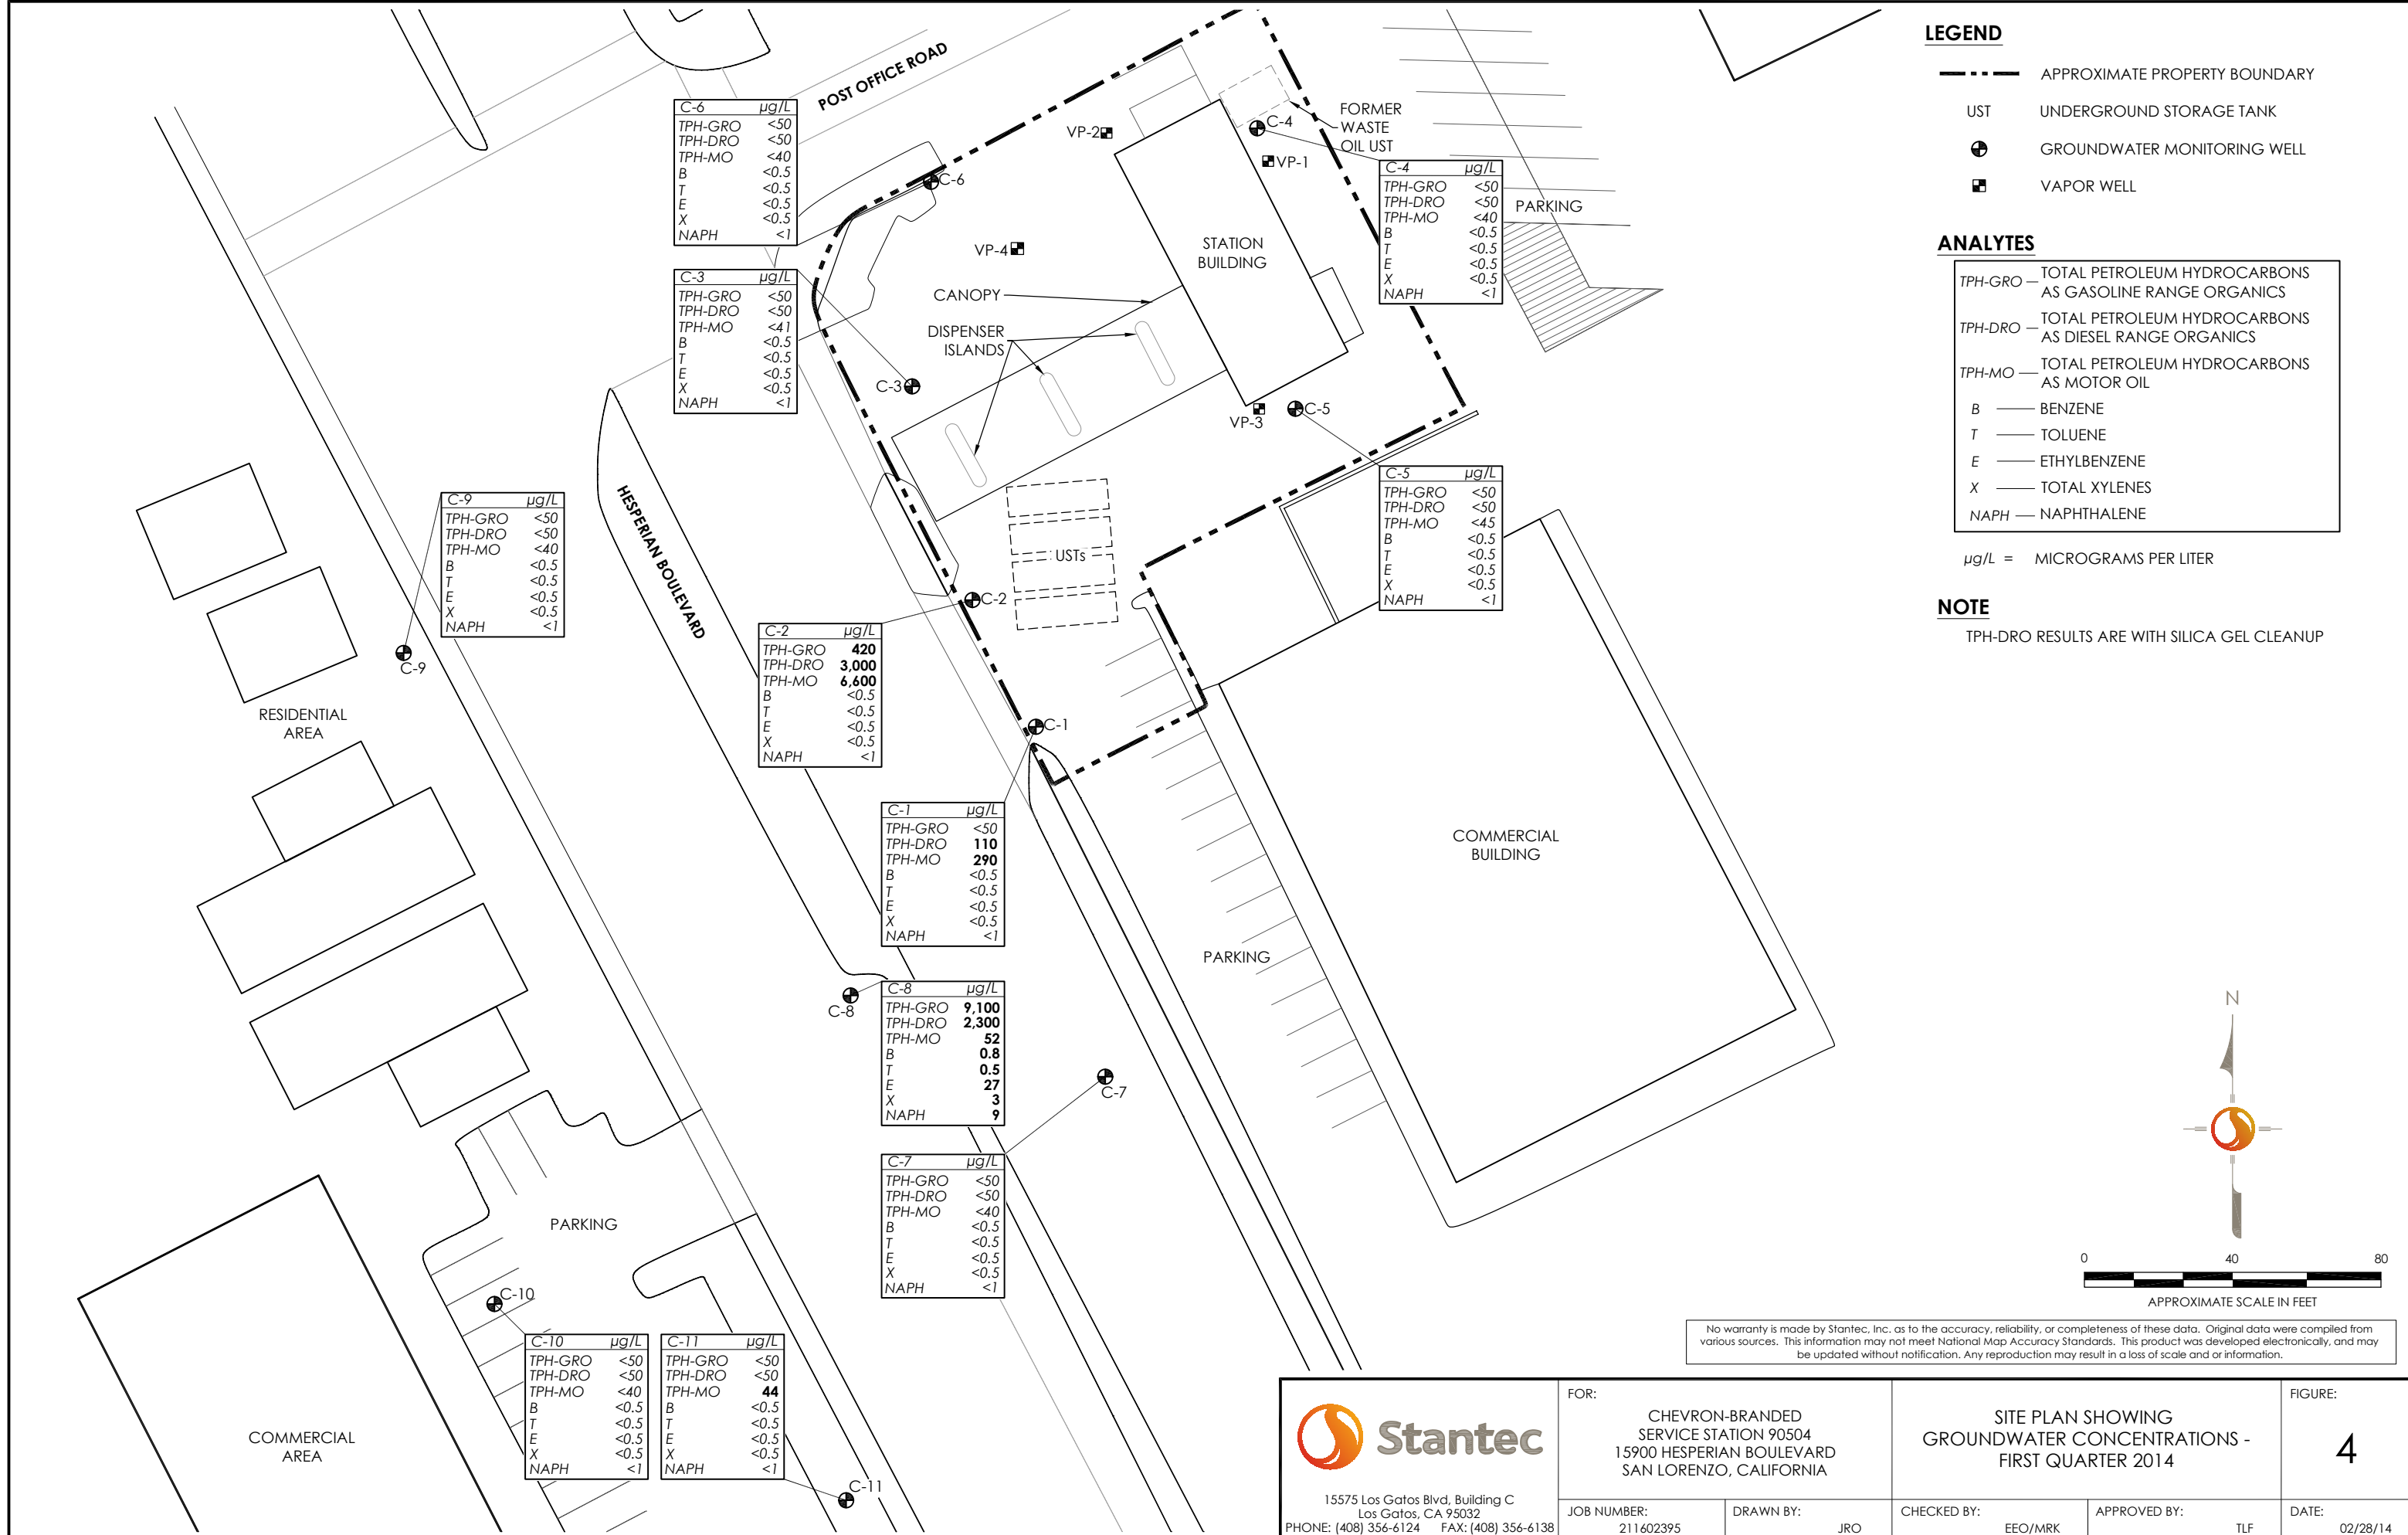 POST OFFICE ROAD
HESPERIAN BOULEVARD
C-6 µg/L
TPH-GRO <50
TPH-DRO <50
TPH-MO <40
B <0.5
T <0.5
E <0.5
X <0.5
NAPH <1
C-3 µg/L
TPH-GRO <50
TPH-DRO <50
TPH-MO <41
B <0.5
T <0.5
E <0.5
X <0.5
NAPH <1
C-4 µg/L
TPH-GRO <50
TPH-DRO <50
TPH-MO <40
B <0.5
T <0.5
E <0.5
X <0.5
NAPH <1
C-5 µg/L
TPH-GRO <50
TPH-DRO <50
TPH-MO <45
B <0.5
T <0.5
E <0.5
X <0.5
NAPH <1
C-9 µg/L
TPH-GRO <50
TPH-DRO <50
TPH-MO <40
B <0.5
T <0.5
E <0.5
X <0.5
NAPH <1
C-2 µg/L
TPH-GRO 420
TPH-DRO 3,000
TPH-MO 6,600
B <0.5
T <0.5
E <0.5
X <0.5
NAPH <1
C-1 µg/L
TPH-GRO <50
TPH-DRO 110
TPH-MO 290
B <0.5
T <0.5
E <0.5
X <0.5
NAPH <1
C-8 µg/L
TPH-GRO 9,100
TPH-DRO 2,300
TPH-MO 52
B 0.8
T 0.5
E 27
X 3
NAPH 9
C-7 µg/L
TPH-GRO <50
TPH-DRO <50
TPH-MO <40
B <0.5
T <0.5
E <0.5
X <0.5
NAPH <1
C-10 µg/L
TPH-GRO <50
TPH-DRO <50
TPH-MO <40
B <0.5
T <0.5
E <0.5
X <0.5
NAPH <1
C-11 µg/L
TPH-GRO <50
TPH-DRO <50
TPH-MO 44
B <0.5
T <0.5
E <0.5
X <0.5
NAPH <1
VP-2
C-4
VP-1
FORMER
WASTE
OIL UST
C-6
VP-4
STATION
BUILDING
PARKING
CANOPY
DISPENSER
ISLANDS
C-3
VP-3
C-5
USTs
C-2
C-1
C-9
RESIDENTIAL
AREA
COMMERCIAL
BUILDING
PARKING
C-8
C-7
PARKING
C-10
C-11
COMMERCIAL
AREA
LEGEND
APPROXIMATE PROPERTY BOUNDARY
UST UNDERGROUND STORAGE TANK
GROUNDWATER MONITORING WELL
VAPOR WELL
ANALYTES
TPH-GRO — TOTAL PETROLEUM HYDROCARBONS
AS GASOLINE RANGE ORGANICS
TPH-DRO — TOTAL PETROLEUM HYDROCARBONS
AS DIESEL RANGE ORGANICS
TPH-MO — TOTAL PETROLEUM HYDROCARBONS
AS MOTOR OIL
B — BENZENE
T — TOLUENE
E — ETHYLBENZENE
X — TOTAL XYLENES
NAPH — NAPHTHALENE
µg/L = MICROGRAMS PER LITER
NOTE
TPH-DRO RESULTS ARE WITH SILICA GEL CLEANUP
N
0 40 80
APPROXIMATE SCALE IN FEET
No warranty is made by Stantec, Inc. as to the accuracy, reliability, or completeness of these data. Original data were compiled from
various sources. This information may not meet National Map Accuracy Standards. This product was developed electronically, and may
be updated without notification. Any reproduction may result in a loss of scale and or information.
Stantec
15575 Los Gatos Blvd, Building C
Los Gatos, CA 95032
PHONE: (408) 356-6124 FAX: (408) 356-6138
FOR:
CHEVRON-BRANDED
SERVICE STATION 90504
15900 HESPERIAN BOULEVARD
SAN LORENZO, CALIFORNIA
SITE PLAN SHOWING
GROUNDWATER CONCENTRATIONS -
FIRST QUARTER 2014
FIGURE:
4
JOB NUMBER:
211602395
DRAWN BY:
JRO
CHECKED BY:
EEO/MRK
APPROVED BY:
TLF
DATE:
02/28/14